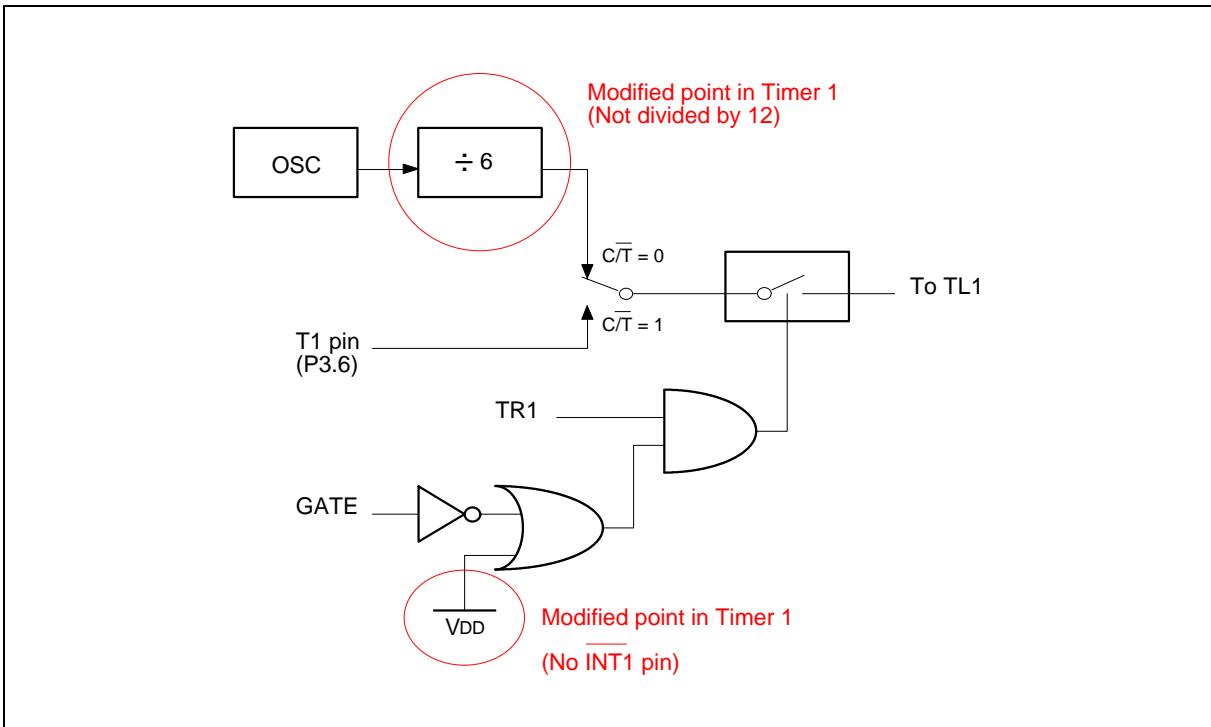 Modified point in Timer 1
(Not divided by 12)
OSC
÷ 6
C/T̅ = 0
To TL1
C/T̅ = 1
T1 pin
(P3.6)
TR1
GATE
VDD
Modified point in Timer 1
(No I̅N̅T̅1̅ pin)